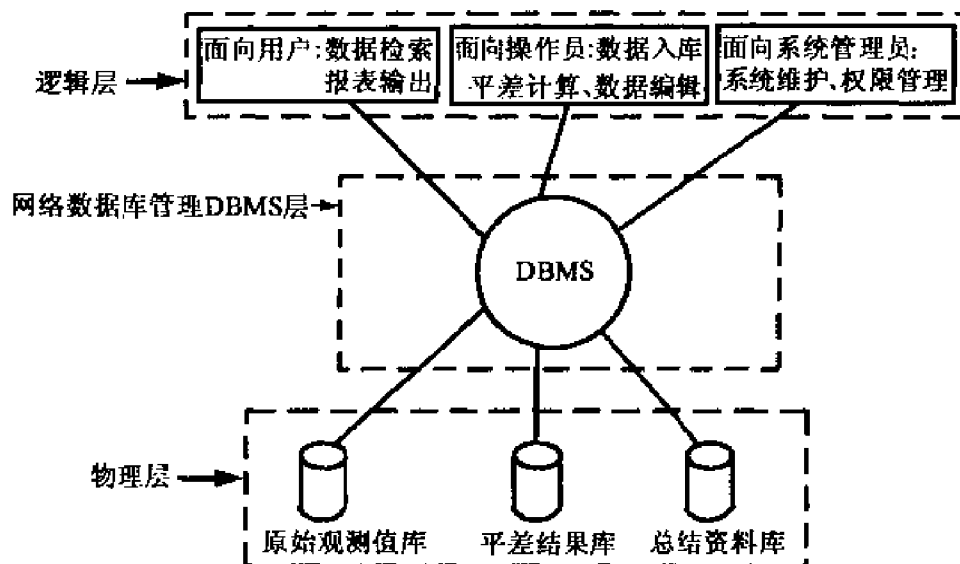 面向用户:数据检索
报表输出
面向操作员:数据入库
平差计算、数据编辑
面向系统管理员:
系统维护、权限管理
逻辑层
网络数据库管理DBMS层
DBMS
物理层
原始观测值库
平差结果库
总结资料库